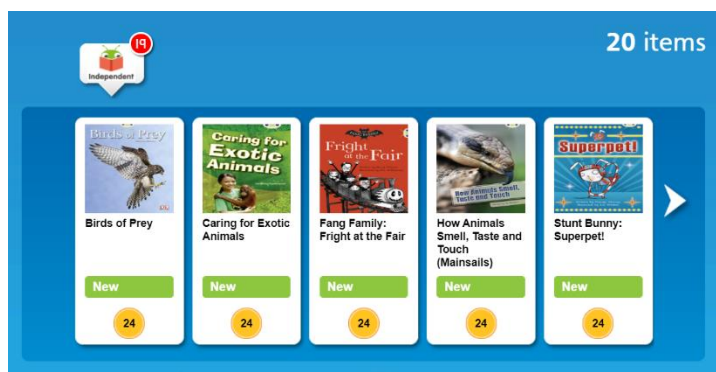 19
20 items
Independent
Birds of Prey
Caring for
Exotic
Animals
Fright
at the Fair
How Animals Smell,
Taste and Touch
Superpet!
Birds of Prey
Caring for Exotic
Animals
Fang Family:
Fright at the Fair
How Animals
Smell, Taste and
Touch
(Mainsails)
Stunt Bunny:
Superpet!
New
New
New
New
New
24
24
24
24
24